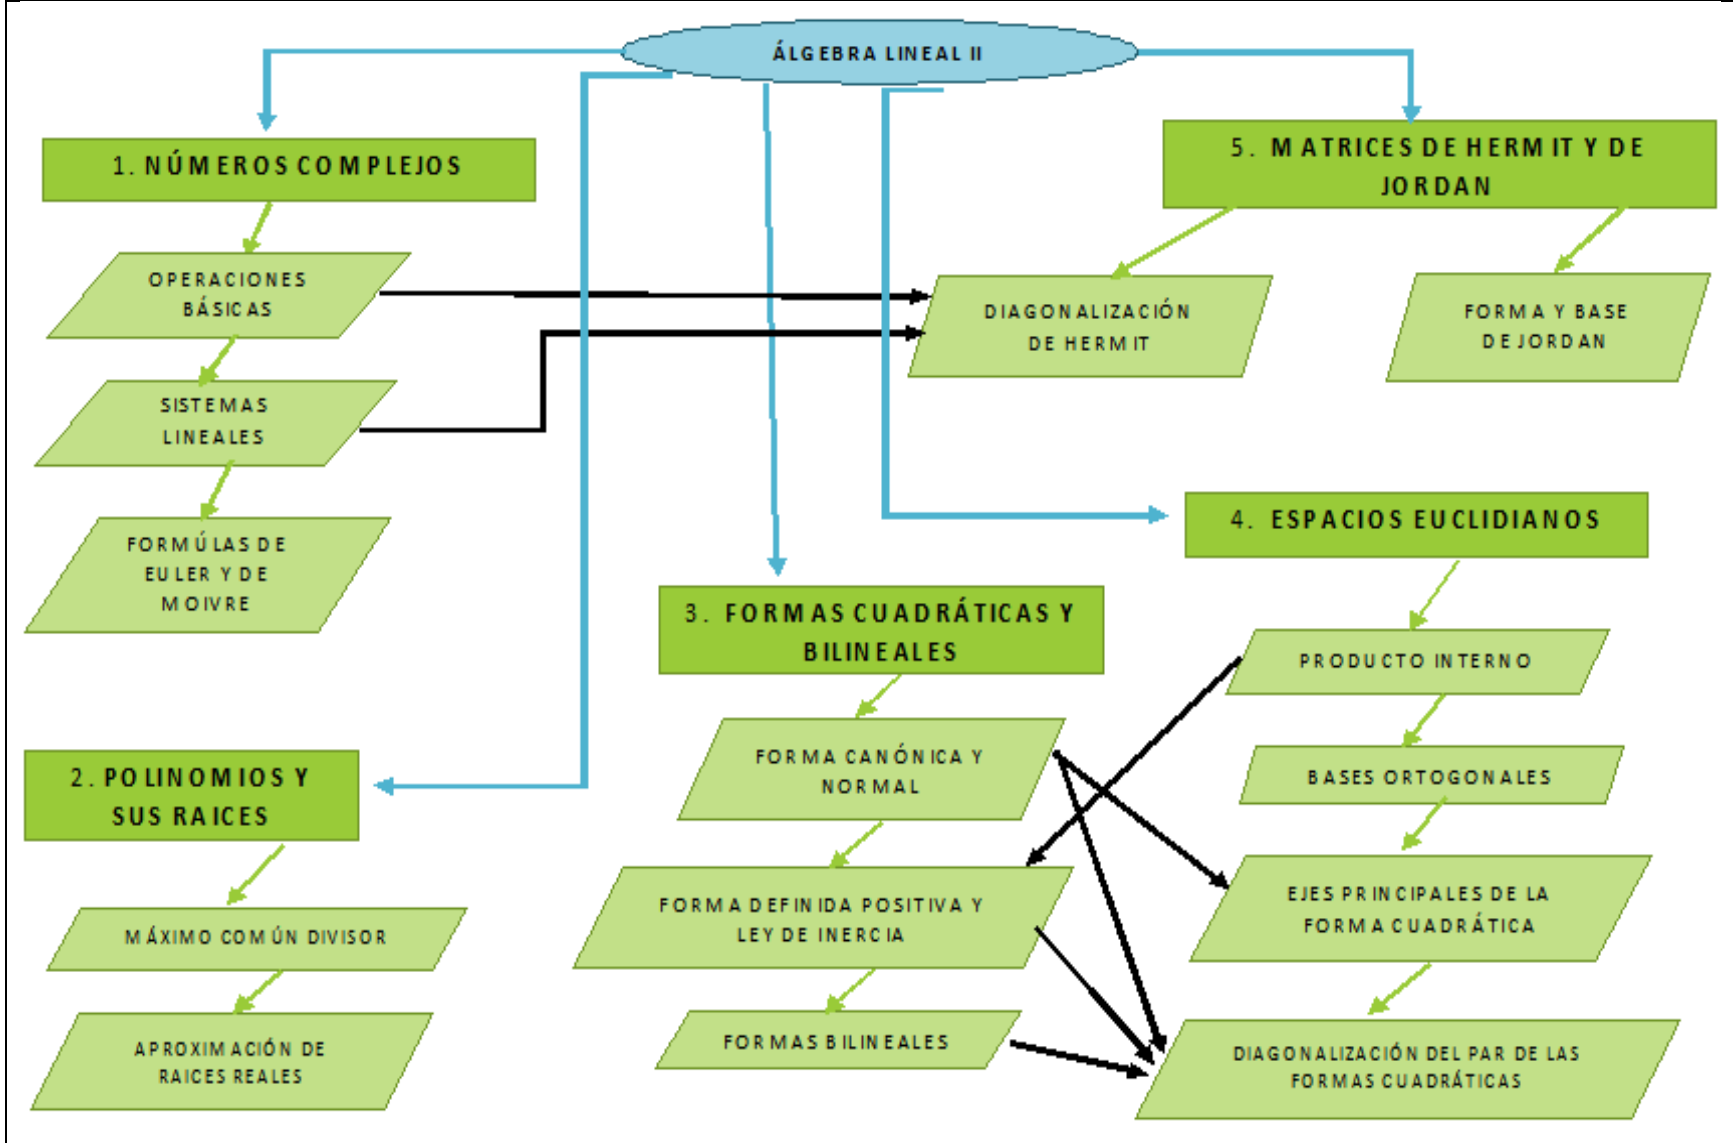 ÁLGEBRA LINEAL II
1. NÚMEROS COMPLEJOS
OPERACIONES
BÁSICAS
SISTEMAS
LINEALES
FORMÚLAS DE
EULER Y DE
MOIVRE
2. POLINOMIOS Y
SUS RAICES
MÁXIMO COMÚN DIVISOR
APROXIMACIÓN DE
RAICES REALES
3. FORMAS CUADRÁTICAS Y
BILINEALES
FORMA CANÓNICA Y
NORMAL
FORMA DEFINIDA POSITIVA Y
LEY DE INERCIA
FORMAS BILINEALES
4. ESPACIOS EUCLIDIANOS
PRODUCTO INTERNO
BASES ORTOGONALES
EJES PRINCIPALES DE LA
FORMA CUADRÁTICA
DIAGONALIZACIÓN DEL PAR DE LAS
FORMAS CUADRÁTICAS
5. MATRICES DE HERMIT Y DE
JORDAN
DIAGONALIZACIÓN
DE HERMIT
FORMA Y BASE
DE JORDAN